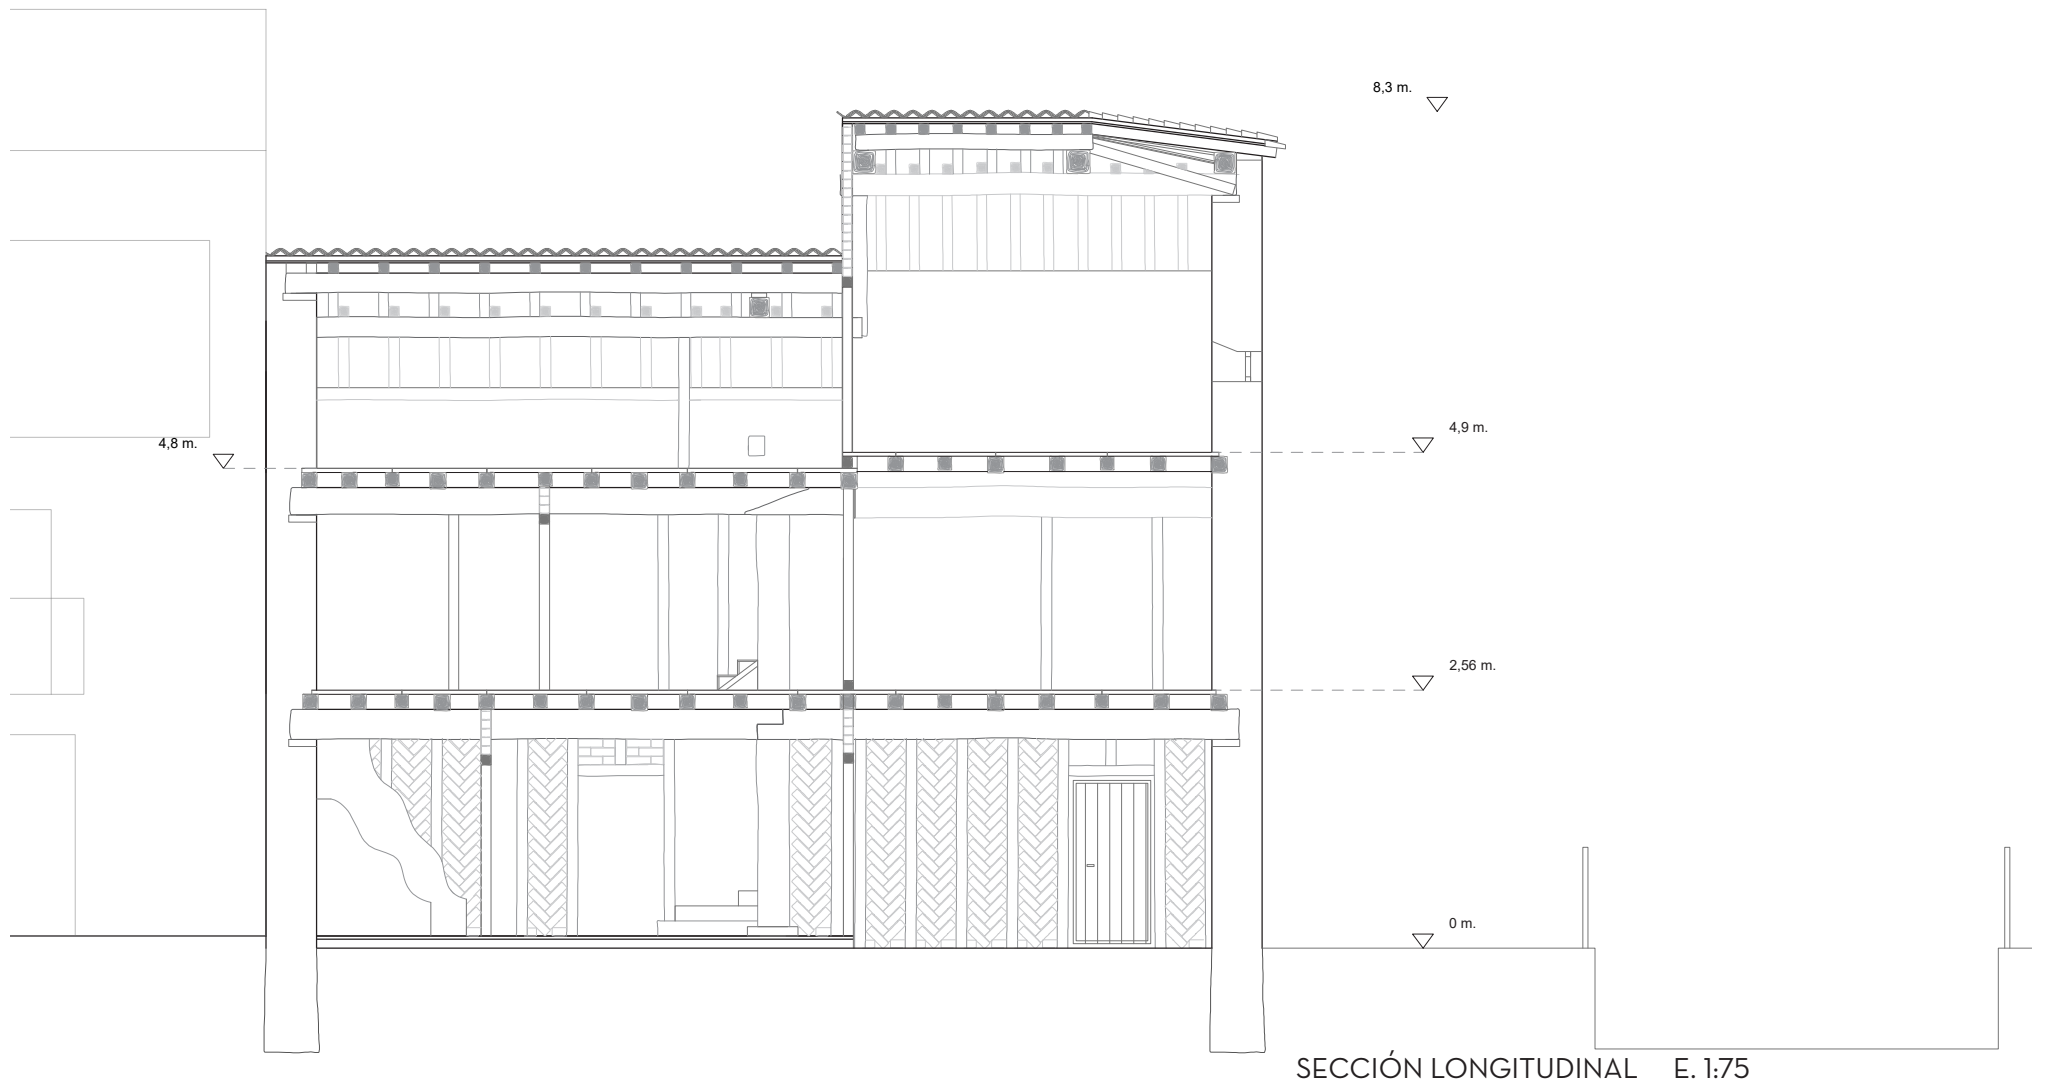 8,3 m.
4,9 m.
4,8 m.
2,56 m.
0 m.
SECCIÓN LONGITUDINAL E. 1:75